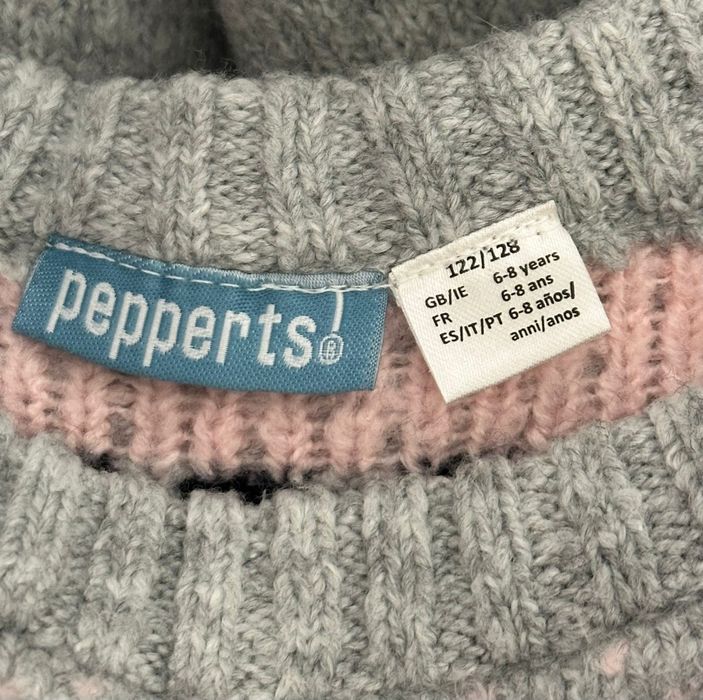 pepperts!®
122/128
GB/IE 6-8 years
FR 6-8 ans
ES/IT/PT 6-8 años/
anni/anos